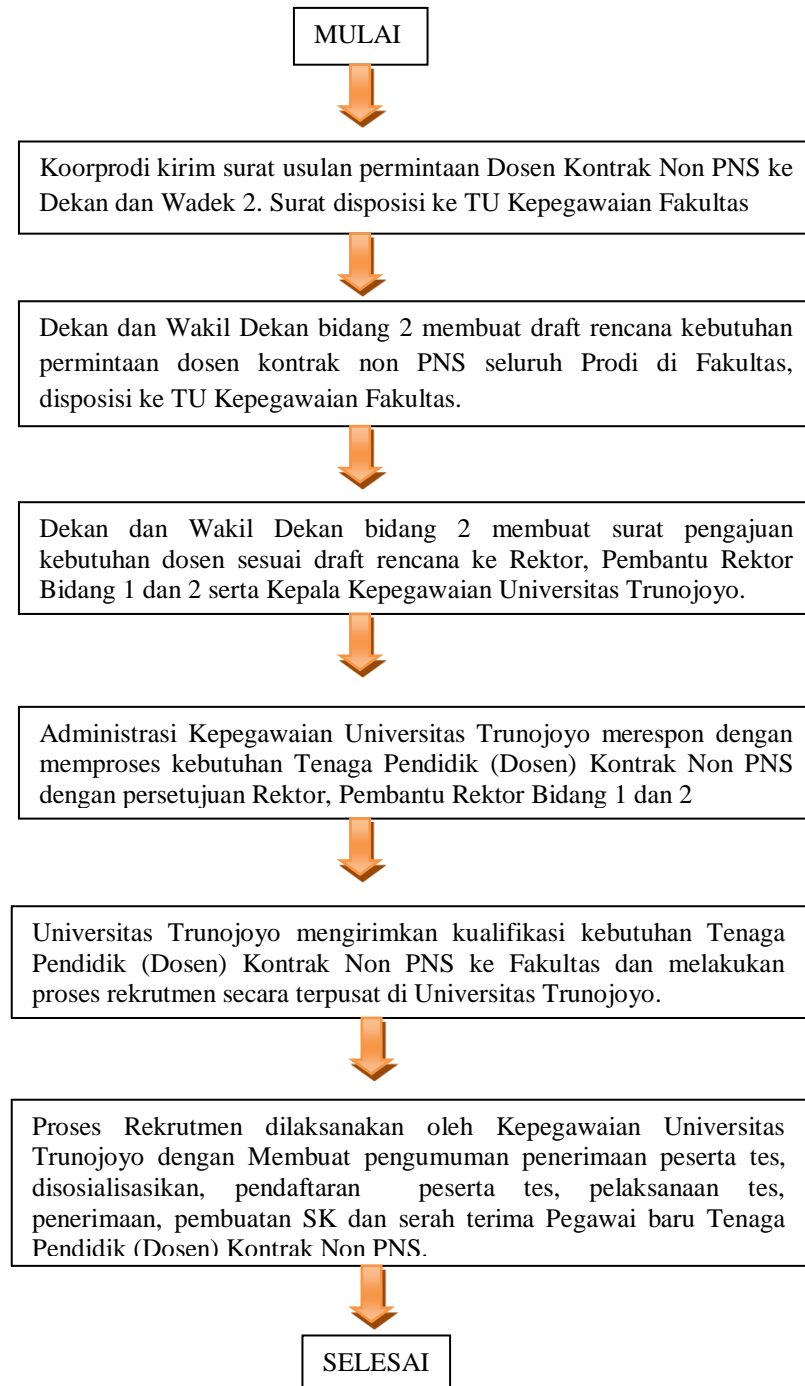 MULAI
Koorprodi kirim surat usulan permintaan Dosen Kontrak Non PNS ke
Dekan dan Wadek 2. Surat disposisi ke TU Kepegawaian Fakultas
Dekan dan Wakil Dekan bidang 2 membuat draft rencana kebutuhan
permintaan dosen kontrak non PNS seluruh Prodi di Fakultas,
disposisi ke TU Kepegawaian Fakultas.
Dekan dan Wakil Dekan bidang 2 membuat surat pengajuan
kebutuhan dosen sesuai draft rencana ke Rektor, Pembantu Rektor
Bidang 1 dan 2 serta Kepala Kepegawaian Universitas Trunojoyo.
Administrasi Kepegawaian Universitas Trunojoyo merespon dengan
memproses kebutuhan Tenaga Pendidik (Dosen) Kontrak Non PNS
dengan persetujuan Rektor, Pembantu Rektor Bidang 1 dan 2
Universitas Trunojoyo mengirimkan kualifikasi kebutuhan Tenaga
Pendidik (Dosen) Kontrak Non PNS ke Fakultas dan melakukan
proses rekrutmen secara terpusat di Universitas Trunojoyo.
Proses Rekrutmen dilaksanakan oleh Kepegawaian Universitas
Trunojoyo dengan Membuat pengumuman penerimaan peserta tes,
disosialisasikan, pendaftaran peserta tes, pelaksanaan tes,
penerimaan, pembuatan SK dan serah terima Pegawai baru Tenaga
Pendidik (Dosen) Kontrak Non PNS.
SELESAI